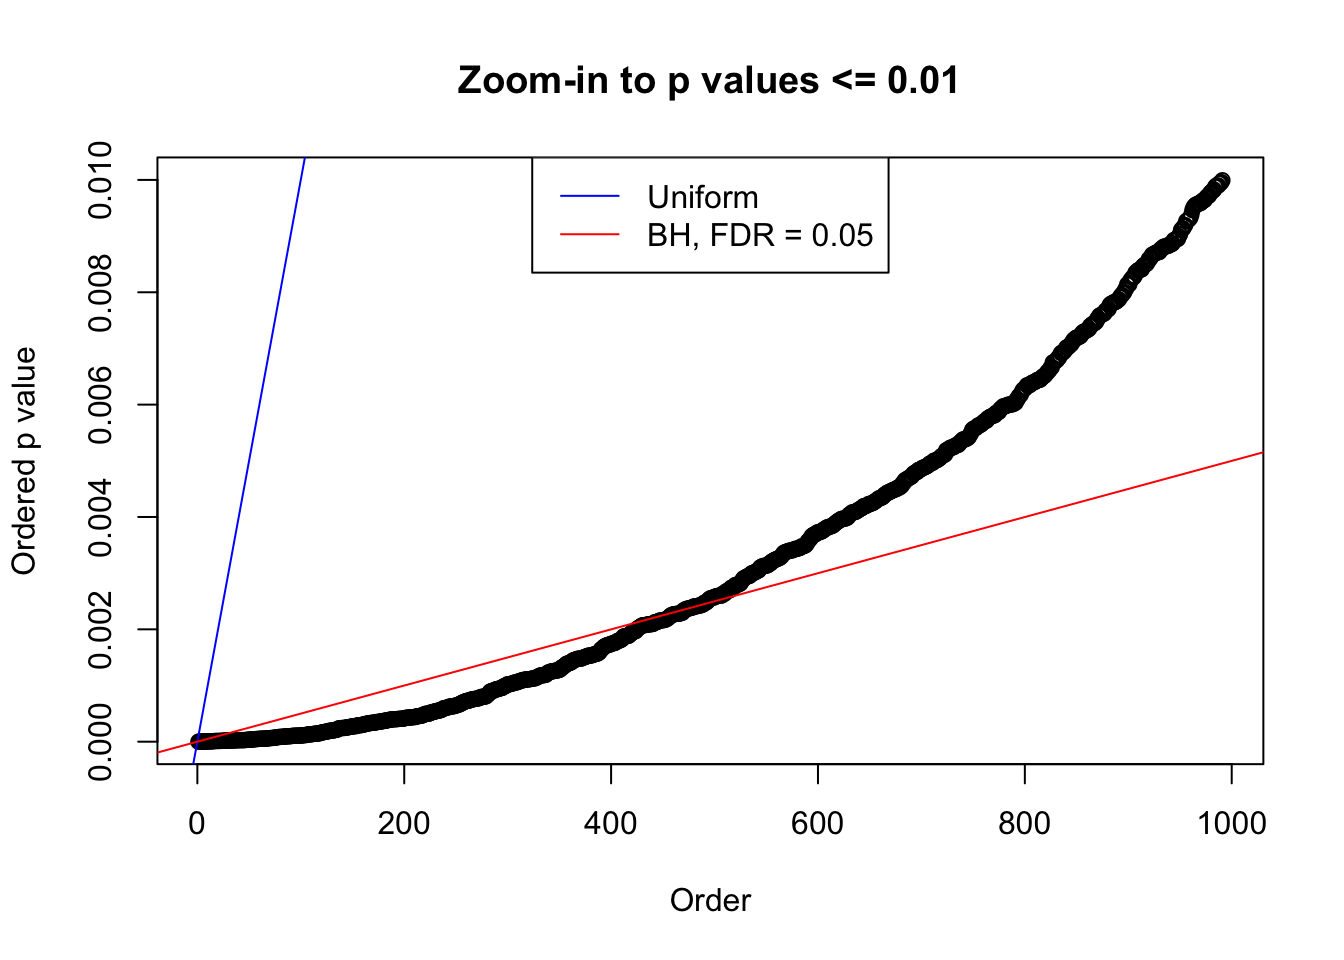 Zoom-in to p values <= 0.01
Uniform
BH, FDR = 0.05
Ordered p value
0.010
0.008
0.006
0.004
0.002
0.000
0 200 400 600 800 1000
Order